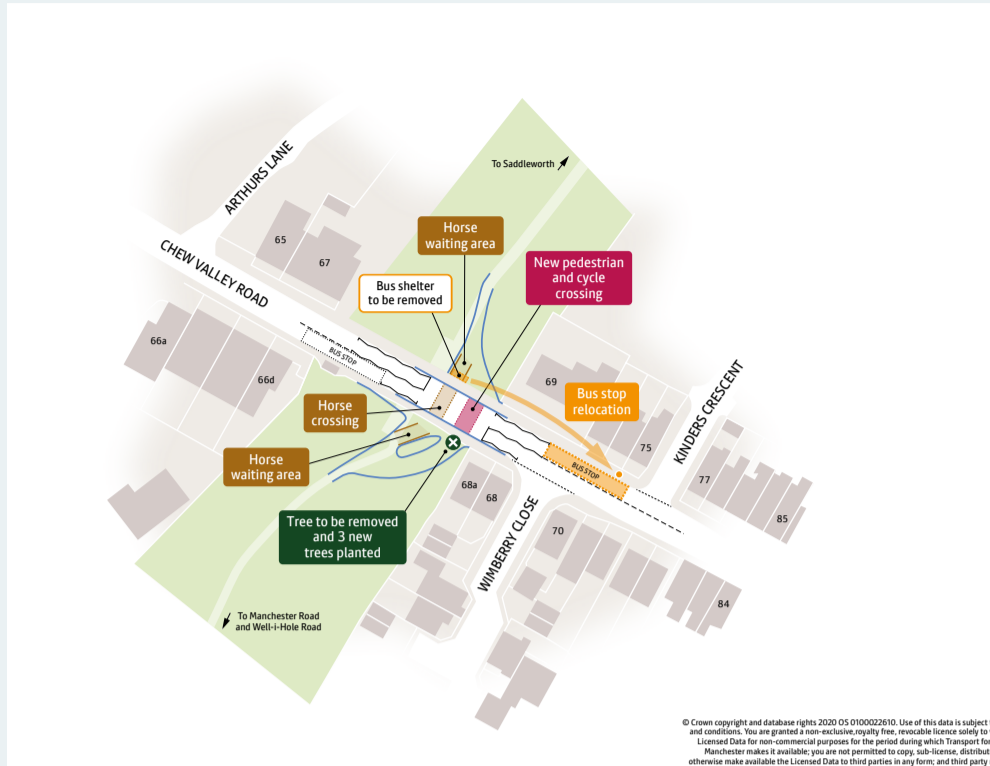 To Saddleworth
ARTHURS LANE
Horse
waiting area
65
67
New pedestrian
and cycle
crossing
CHEW VALLEY ROAD
Bus shelter
to be removed
66a
BUS STOP
66d
69
Bus stop
relocation
KINDERS CRESCENT
Horse
crossing
75
Horse
waiting area
BUS STOP
77
68a
68
85
Tree to be removed
and 3 new
trees planted
WIMBERRY CLOSE
70
84
To Manchester Road
and Well-i-Hole Road
© Crown copyright and database rights 2020 OS 0100022610. Use of this data is subject
and conditions. You are granted a non-exclusive,royalty free, revocable licence solely to
Licensed Data for non-commercial purposes for the period during which Transport for
Manchester makes it available; you are not permitted to copy, sub-license, distribut
otherwise make available the Licensed Data to third parties in any form; and third party